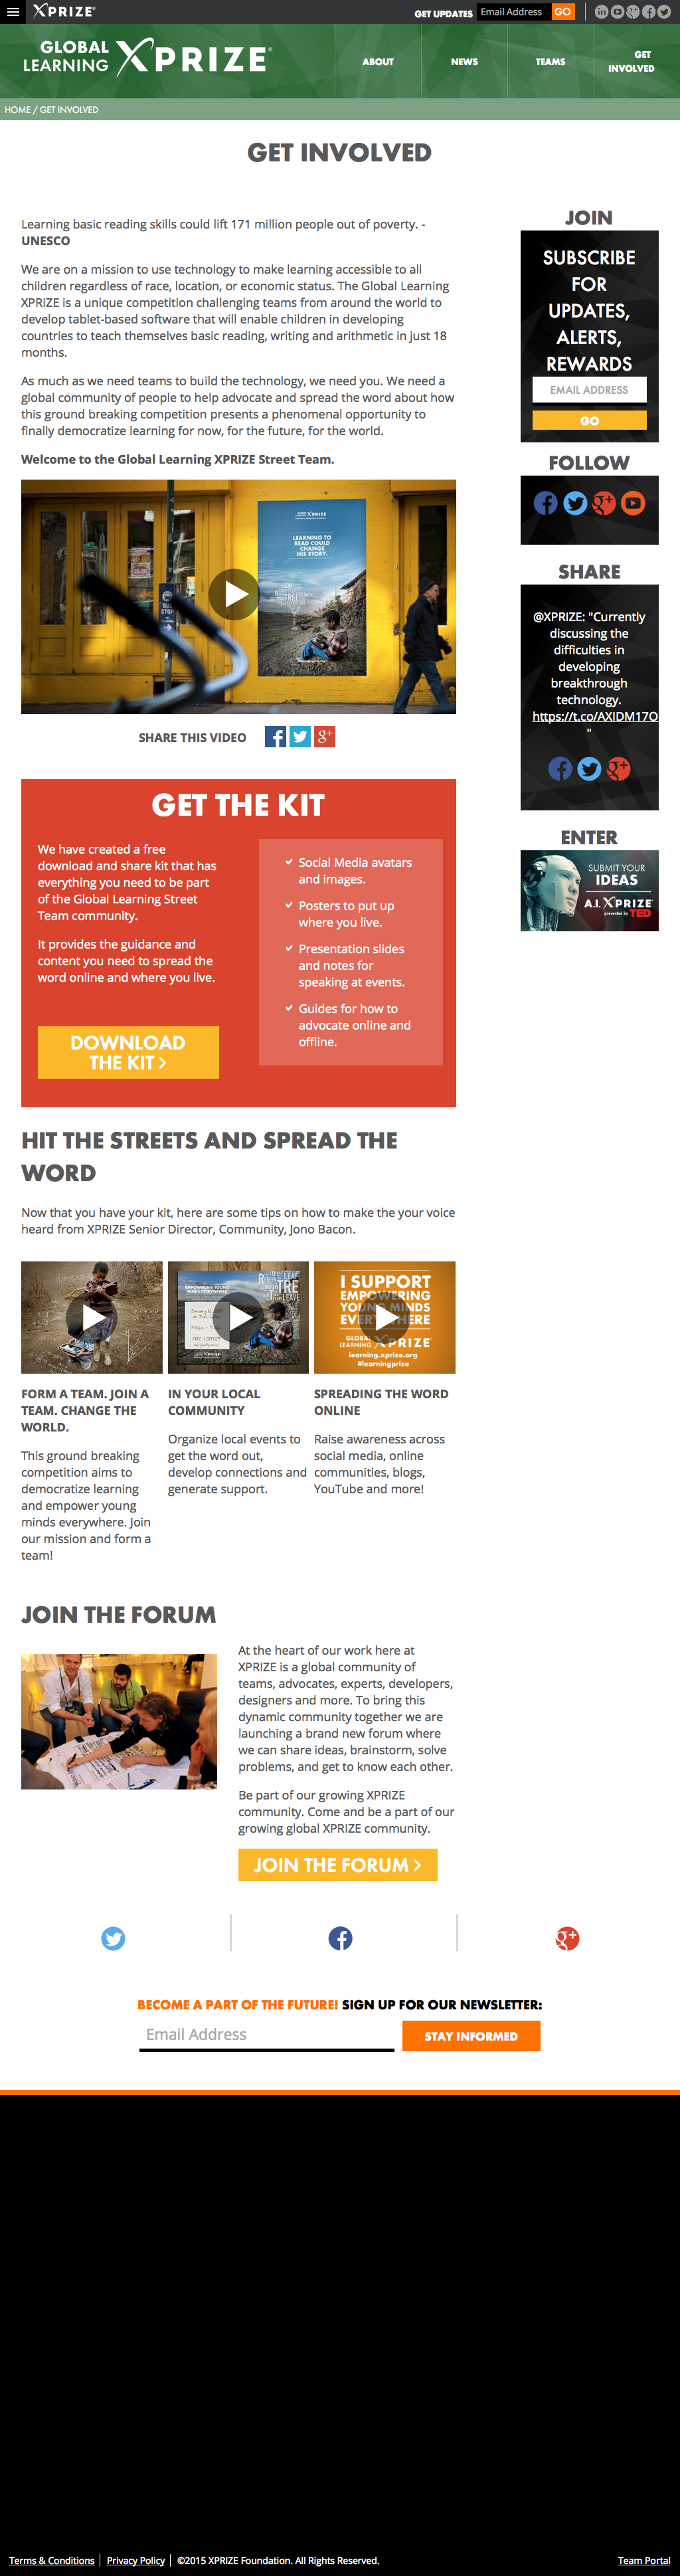 XPRIZE
GET UPDATES
Email Address
GO
GLOBAL
LEARNING
XPRIZE
ABOUT
NEWS
TEAMS
GET
INVOLVED
HOME / GET INVOLVED
GET INVOLVED
Learning basic reading skills could lift 171 million people out of poverty. -
UNESCO
We are on a mission to use technology to make learning accessible to all
children regardless of race, location, or economic status. The Global Learning
XPRIZE is a unique competition challenging teams from around the world to
develop tablet-based software that will enable children in developing
countries to teach themselves basic reading, writing and arithmetic in just 18
months.
As much as we need teams to build the technology, we need you. We need a
global community of people to help advocate and spread the word about how
this ground breaking competition presents a phenomenal opportunity to
finally democratize learning for now, for the future, for the world.
Welcome to the Global Learning XPRIZE Street Team.
XPRIZE
LEARNING TO
READ COULD
CHANGE
HIS STORY.
SHARE THIS VIDEO
GET THE KIT
We have created a free
download and share kit that has
everything you need to be part
of the Global Learning Street
Team community.
It provides the guidance and
content you need to spread the
word online and where you live.
DOWNLOAD
THE KIT >
Social Media avatars
and images.
Posters to put up
where you live.
Presentation slides
and notes for
speaking at events.
Guides for how to
advocate online and
offline.
HIT THE STREETS AND SPREAD THE
WORD
Now that you have your kit, here are some tips on how to make the your voice
heard from XPRIZE Senior Director, Community, Jono Bacon.
I SUPPORT
EMPOWERING
YOUNG MINDS
EVERYWHERE
GLOBAL
LEARNING XPRIZE
learning.xprize.org
#learningprize
FORM A TEAM. JOIN A
TEAM. CHANGE THE
WORLD.
This ground breaking
competition aims to
democratize learning
and empower young
minds everywhere. Join
our mission and form a
team!
IN YOUR LOCAL
COMMUNITY
Organize local events to
get the word out,
develop connections and
generate support.
SPREADING THE WORD
ONLINE
Raise awareness across
social media, online
communities, blogs,
YouTube and more!
JOIN THE FORUM
At the heart of our work here at
XPRIZE is a global community of
teams, advocates, experts, developers,
designers and more. To bring this
dynamic community together we are
launching a brand new forum where
we can share ideas, brainstorm, solve
problems, and get to know each other.
Be part of our growing XPRIZE
community. Come and be a part of our
growing global XPRIZE community.
JOIN THE FORUM >
JOIN
SUBSCRIBE
FOR
UPDATES,
ALERTS,
REWARDS
EMAIL ADDRESS
GO
FOLLOW
SHARE
@XPRIZE: "Currently
discussing the
difficulties in
developing
breakthrough
technology.
https://t.co/AXIDM17O
"
ENTER
SUBMIT YOUR
IDEAS
A.I. XPRIZE
presented by TED
BECOME A PART OF THE FUTURE! SIGN UP FOR OUR NEWSLETTER:
Email Address
STAY INFORMED
Terms & Conditions | Privacy Policy | ©2015 XPRIZE Foundation. All Rights Reserved.
Team Portal